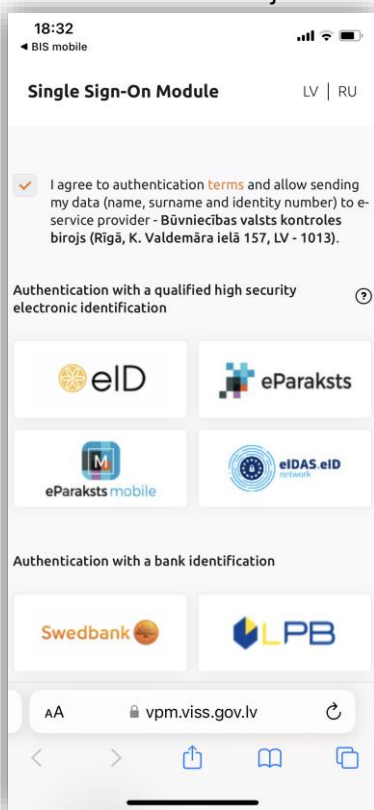 18:32
◀ BIS mobile
Single Sign-On Module
LV | RU
I agree to authentication terms and allow sending
my data (name, surname and identity number) to e-
service provider - Būvniecības valsts kontroles
birojs (Rīgā, K. Valdemāra ielā 157, LV - 1013).
Authentication with a qualified high security
electronic identification
?
eID
eParaksts
M
eParaksts mobile
eIDAS.eID
network
Authentication with a bank identification
Swedbank
LPB
AA
vpm.viss.gov.lv